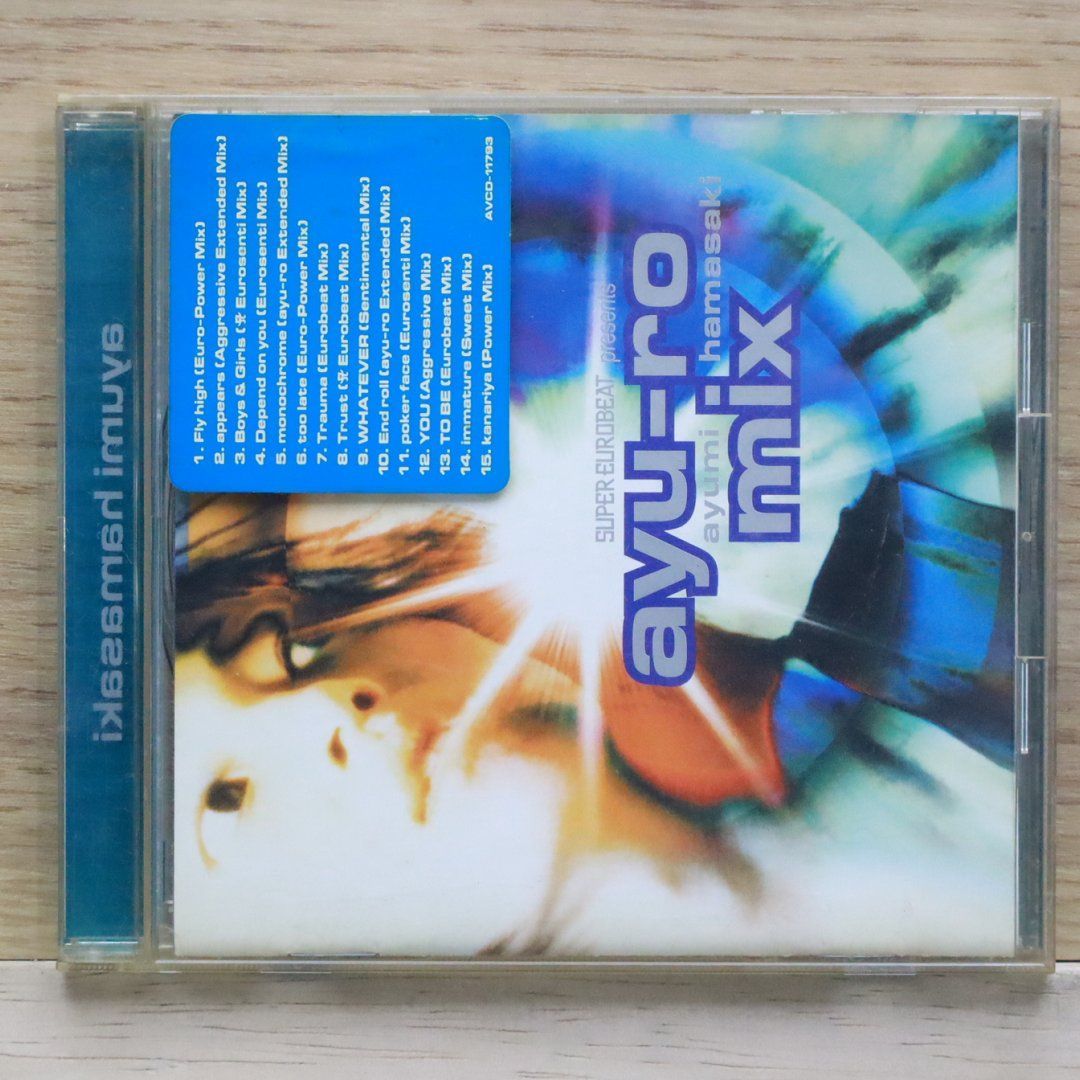 1. Fly high (Euro-Power Mix)
2. appears (Aggressive Extended Mix)
3. Boys & Girls (A Eurosenti Mix)
4. Depend on you (Eurosenti Mix)
5. monochrome (ayu-ro Extended Mix)
6. too late (Euro-Power Mix)
7. Trauma (Eurobeat Mix)
8. Trust (A Eurobeat Mix)
9. WHATEVER (Sentimental Mix)
10. End roll (ayu-ro Extended Mix)
11. poker face (Eurosenti Mix)
12. YOU (Aggressive Mix)
13. TO BE (Eurobeat Mix)
14. immature (Sweet Mix)
15. kanariya (Power Mix)
AVCD-11793
SUPER EUROBEAT presents
ayu-ro
ayumi hamasaki
mix
ayumi hamasaki